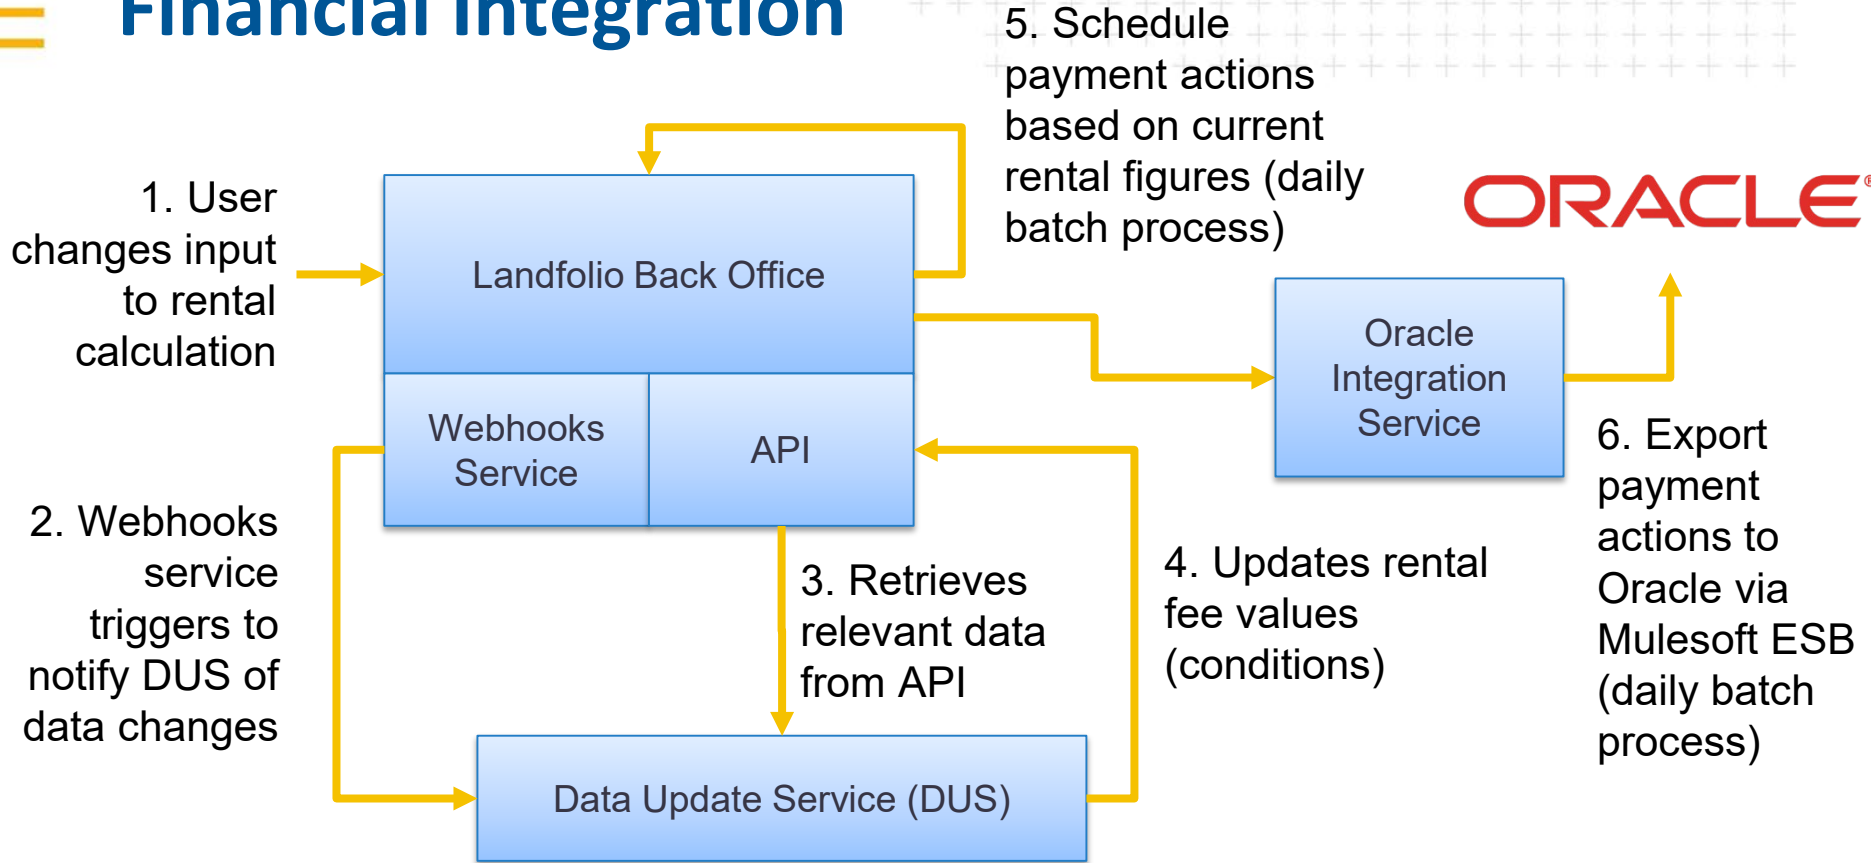 Financial Integration
1. User
changes input
to rental
calculation
2. Webhooks
service
triggers to
notify DUS of
data changes
Landfolio Back Office
Webhooks
Service
API
3. Retrieves
relevant data
from API
Data Update Service (DUS)
4. Updates rental
fee values
(conditions)
5. Schedule
payment actions
based on current
rental figures (daily
batch process)
Oracle
Integration
Service
ORACLE®
6. Export
payment
actions to
Oracle via
Mulesoft ESB
(daily batch
process)